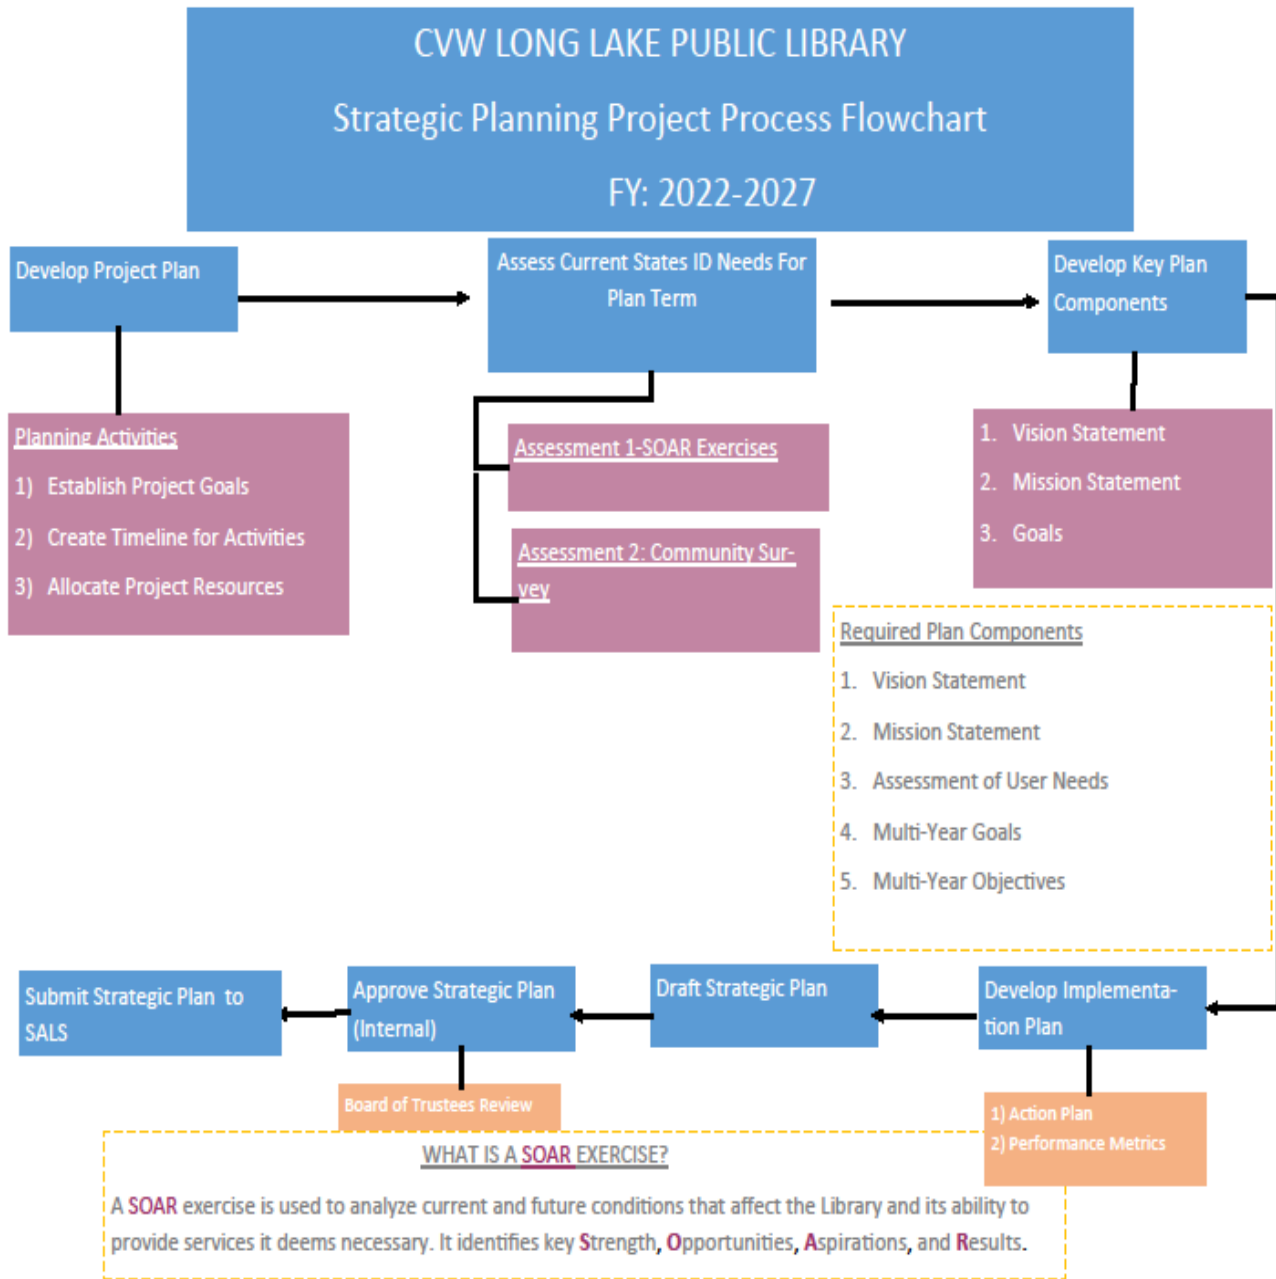 CVW LONG LAKE PUBLIC LIBRARY
Strategic Planning Project Process Flowchart
FY: 2022-2027
Develop Project Plan
Assess Current States ID Needs For
Plan Term
Develop Key Plan
Components
Planning Activities
1) Establish Project Goals
2) Create Timeline for Activities
3) Allocate Project Resources
Assessment 1-SOAR Exercises
Assessment 2: Community Sur-
vey
1. Vision Statement
2. Mission Statement
3. Goals
Required Plan Components
1. Vision Statement
2. Mission Statement
3. Assessment of User Needs
4. Multi-Year Goals
5. Multi-Year Objectives
Submit Strategic Plan to
SALS
Approve Strategic Plan
(Internal)
Draft Strategic Plan
Develop Implementa-
tion Plan
Board of Trustees Review
1) Action Plan
2) Performance Metrics
WHAT IS A SOAR EXERCISE?
A SOAR exercise is used to analyze current and future conditions that affect the Library and its ability to
provide services it deems necessary. It identifies key Strength, Opportunities, Aspirations, and Results.